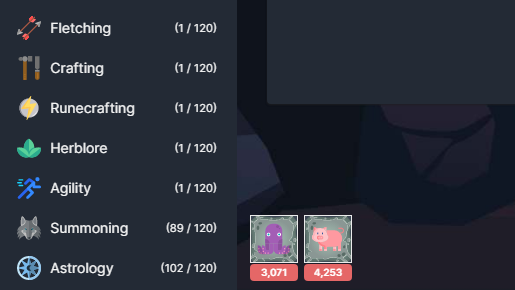 Fletching (1 / 120)
Crafting (1 / 120)
Runecrafting (1 / 120)
Herblore (1 / 120)
Agility (1 / 120)
Summoning (89 / 120)
Astrology (102 / 120)
3,071 4,253